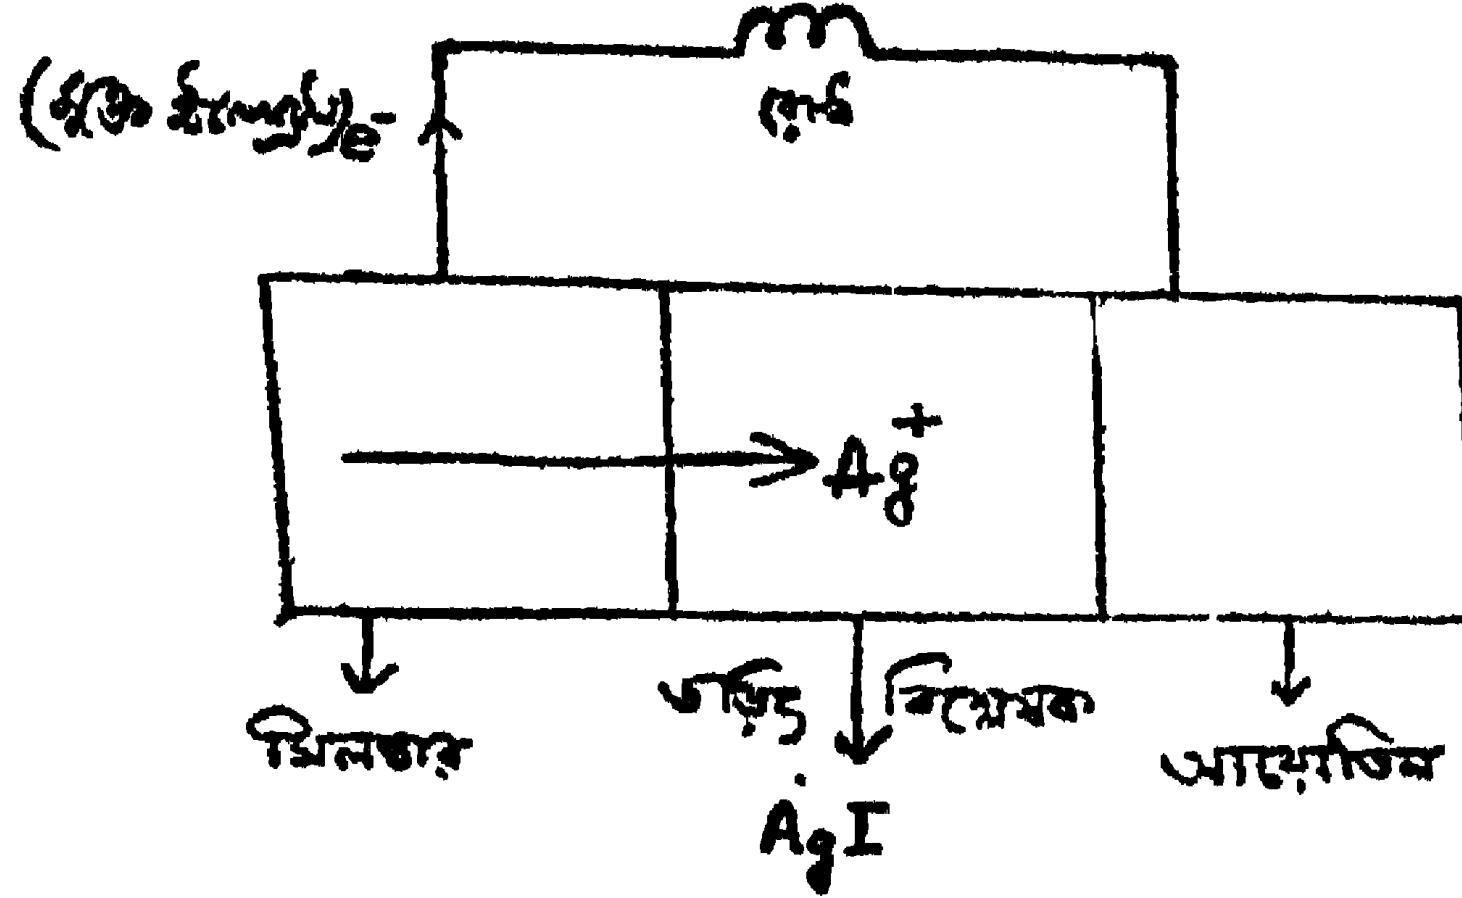 (মুক্ত ইলেকট্রন) e⁻
রোধ
Ag⁺
সিলভার
তড়িৎ বিশ্লেষক
AgI
আয়োডিন